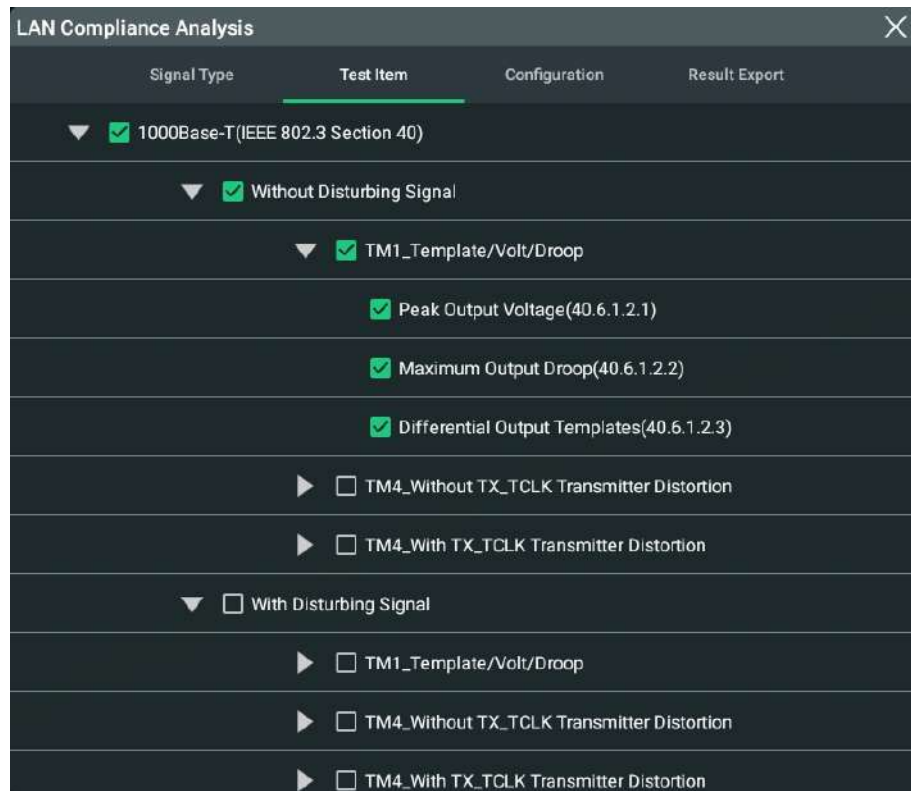 LAN Compliance Analysis
Signal Type Test Item Configuration Result Export
1000Base-T(IEEE 802.3 Section 40)
Without Disturbing Signal
TM1_Template/Volt/Droop
Peak Output Voltage(40.6.1.2.1)
Maximum Output Droop(40.6.1.2.2)
Differential Output Templates(40.6.1.2.3)
TM4_Without TX_TCLK Transmitter Distortion
TM4_With TX_TCLK Transmitter Distortion
With Disturbing Signal
TM1_Template/Volt/Droop
TM4_Without TX_TCLK Transmitter Distortion
TM4_With TX_TCLK Transmitter Distortion